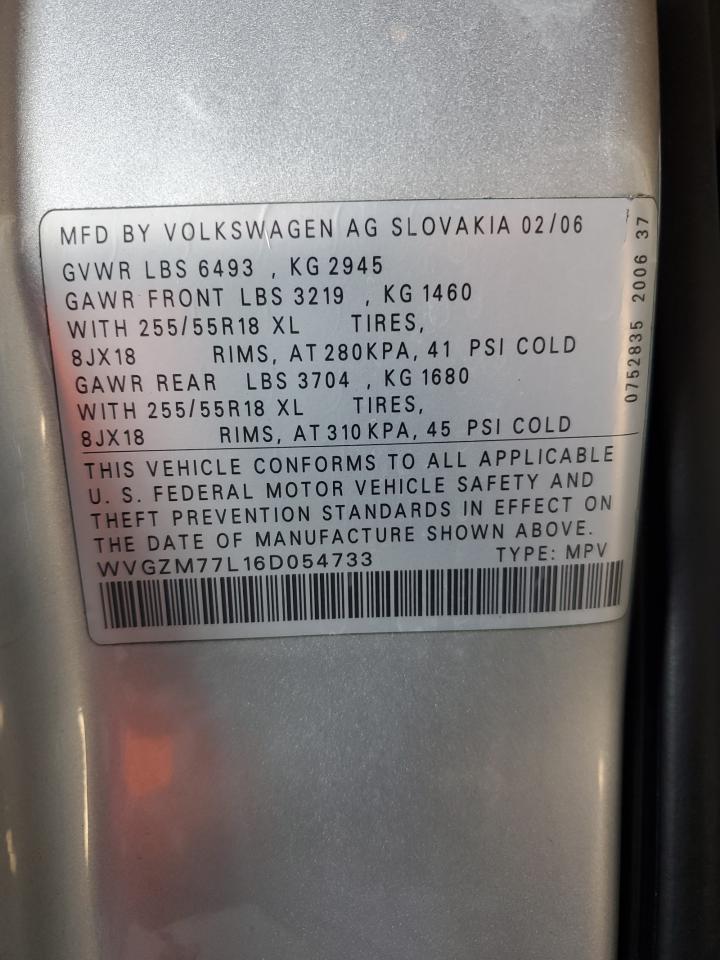 MFD BY VOLKSWAGEN AG SLOVAKIA 02/06
GVWR LBS 6493 , KG 2945
GAWR FRONT LBS 3219 , KG 1460
WITH 255/55R18 XL TIRES,
8JX18 RIMS, AT 280KPA, 41 PSI COLD
GAWR REAR LBS 3704 , KG 1680
WITH 255/55R18 XL TIRES,
8JX18 RIMS, AT 310 KPA, 45 PSI COLD
THIS VEHICLE CONFORMS TO ALL APPLICABLE
U. S. FEDERAL MOTOR VEHICLE SAFETY AND
THEFT PREVENTION STANDARDS IN EFFECT ON
THE DATE OF MANUFACTURE SHOWN ABOVE.
WVGZM77L16D054733 TYPE: MPV
0752835 2006 37